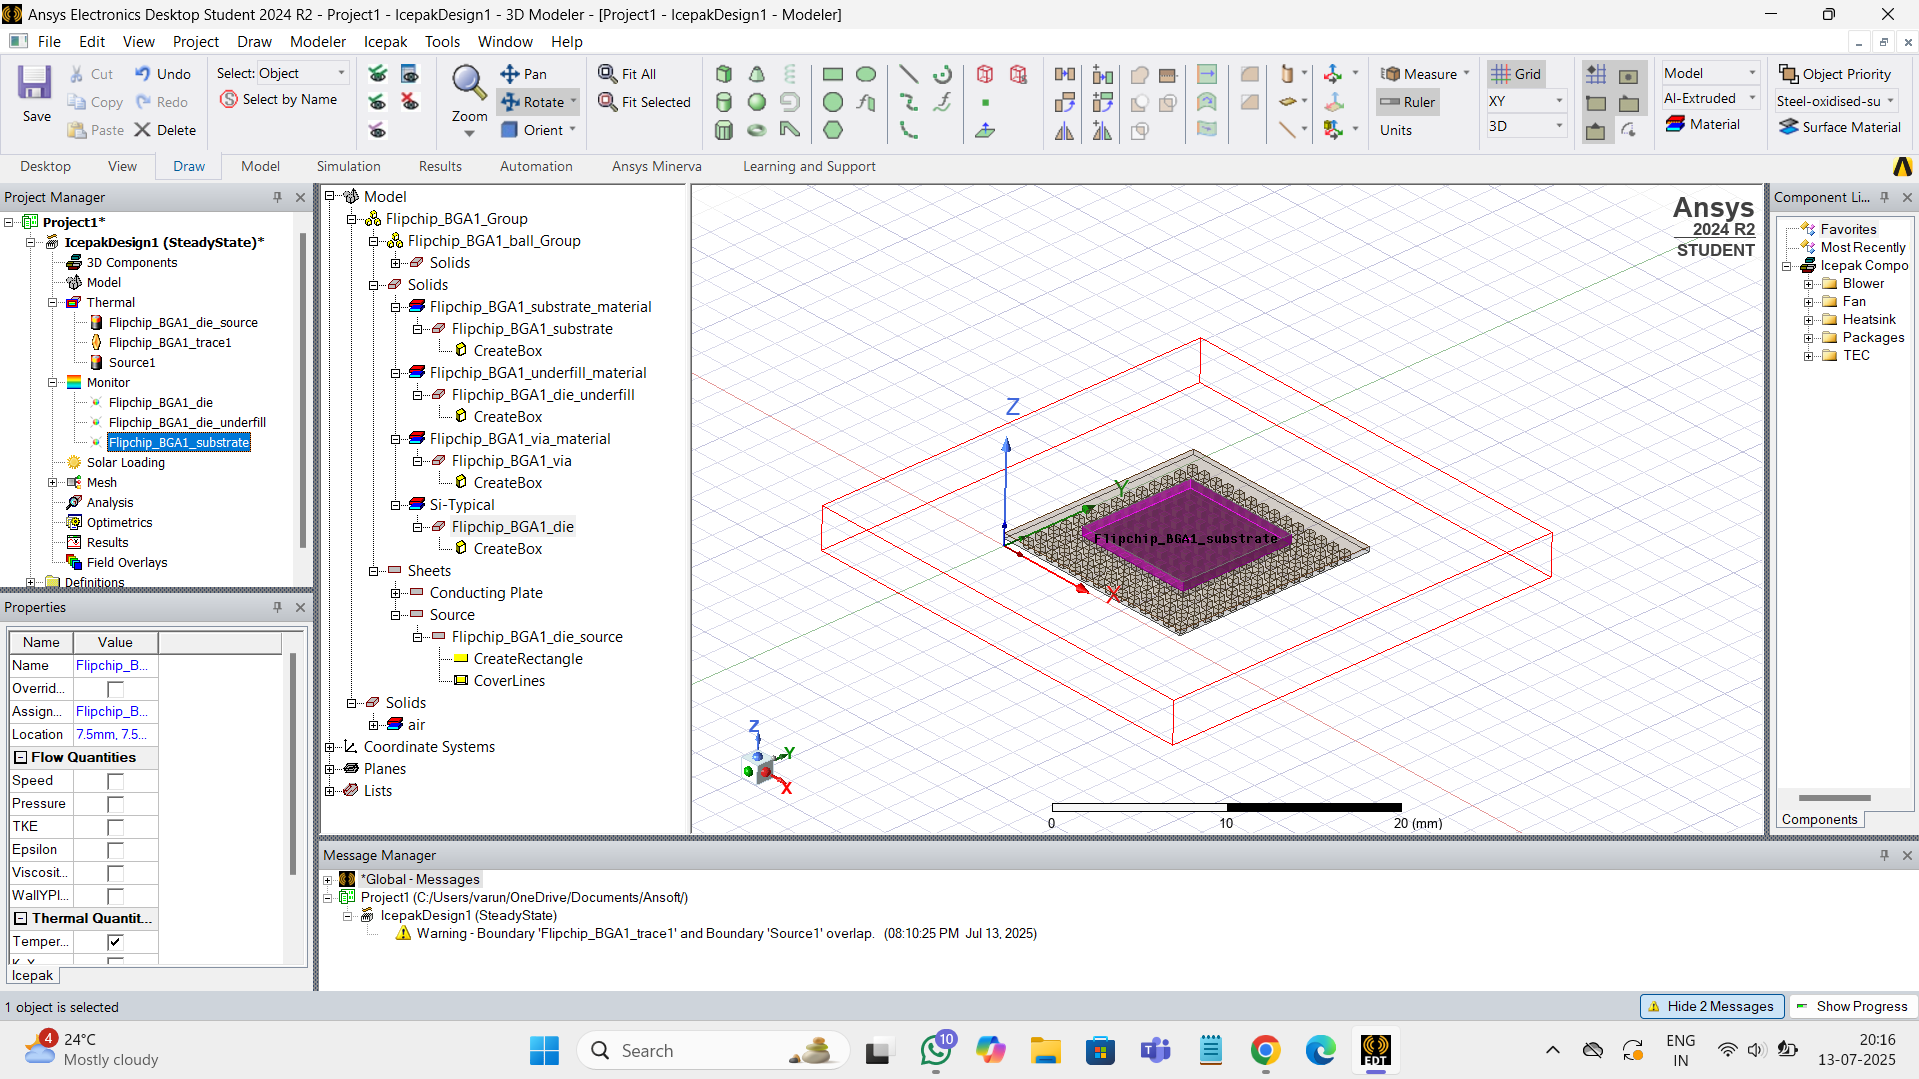 Ansys Electronics Desktop Student 2024 R2 - Project1 - IcepakDesign1 - 3D Modeler - [Project1 - IcepakDesign1 - Modeler]
File Edit View Project Draw Modeler Icepak Tools Window Help
Save
Cut
Copy
Paste
Undo
Redo
Delete
Select: Object
Select by Name
Zoom
Pan
Rotate
Orient
Fit All
Fit Selected
Measure
Ruler
Units
Grid
XY
3D
Model
Al-Extruded
Material
Object Priority
Steel-oxidised-su
Surface Material
Desktop View Draw Model Simulation Results Automation Ansys Minerva Learning and Support
Project Manager
Project1*
IcepakDesign1 (SteadyState)*
3D Components
Model
Thermal
Flipchip_BGA1_die_source
Flipchip_BGA1_trace1
Source1
Monitor
Flipchip_BGA1_die
Flipchip_BGA1_die_underfill
Flipchip_BGA1_substrate
Solar Loading
Mesh
Analysis
Optimetrics
Results
Field Overlays
Definitions
Properties
Name Value
Name Flipchip_B...
Overrid...
Assign... Flipchip_B...
Location 7.5mm, 7.5...
Flow Quantities
Speed
Pressure
TKE
Epsilon
Viscosit...
WallYPl...
Thermal Quantit...
Temper...
Icepak
Model
Flipchip_BGA1_Group
Flipchip_BGA1_ball_Group
Solids
Solids
Flipchip_BGA1_substrate_material
Flipchip_BGA1_substrate
CreateBox
Flipchip_BGA1_underfill_material
Flipchip_BGA1_die_underfill
CreateBox
Flipchip_BGA1_via_material
Flipchip_BGA1_via
CreateBox
Si-Typical
Flipchip_BGA1_die
CreateBox
Sheets
Conducting Plate
Source
Flipchip_BGA1_die_source
CreateRectangle
CoverLines
Solids
air
Coordinate Systems
Planes
Lists
Ansys
2024 R2
STUDENT
Z
Y
Flipchip_BGA1_substrate
X
Z
Y
X
0 10 20 (mm)
Component Li...
Favorites
Most Recently
Icepak Compo
Blower
Fan
Heatsink
Packages
TEC
Components
Message Manager
*Global - Messages
Project1 (C:/Users/varun/OneDrive/Documents/Ansoft/)
IcepakDesign1 (SteadyState)
Warning - Boundary 'Flipchip_BGA1_trace1' and Boundary 'Source1' overlap. (08:10:25 PM Jul 13, 2025)
1 object is selected
Hide 2 Messages
Show Progress
4
24°C
Mostly cloudy
Search
10
EDT
ENG
IN
20:16
13-07-2025